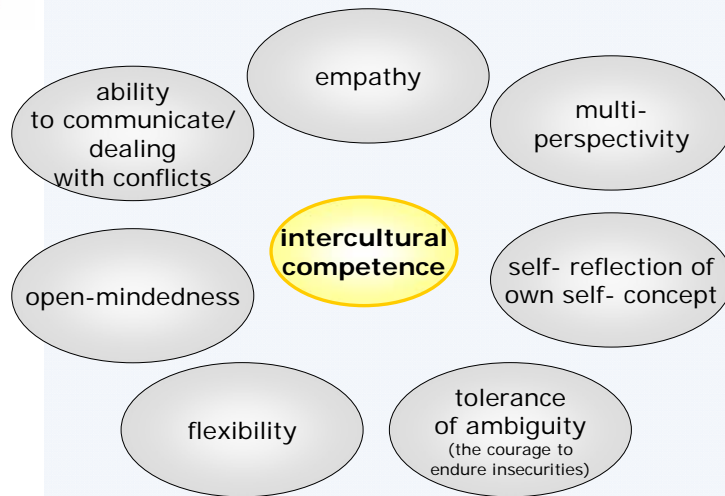 empathy
ability
to communicate/
dealing
with conflicts
multi-
perspectivity
intercultural
competence
self- reflection of
own self- concept
open-mindedness
flexibility
tolerance
of ambiguity
(the courage to
endure insecurities)